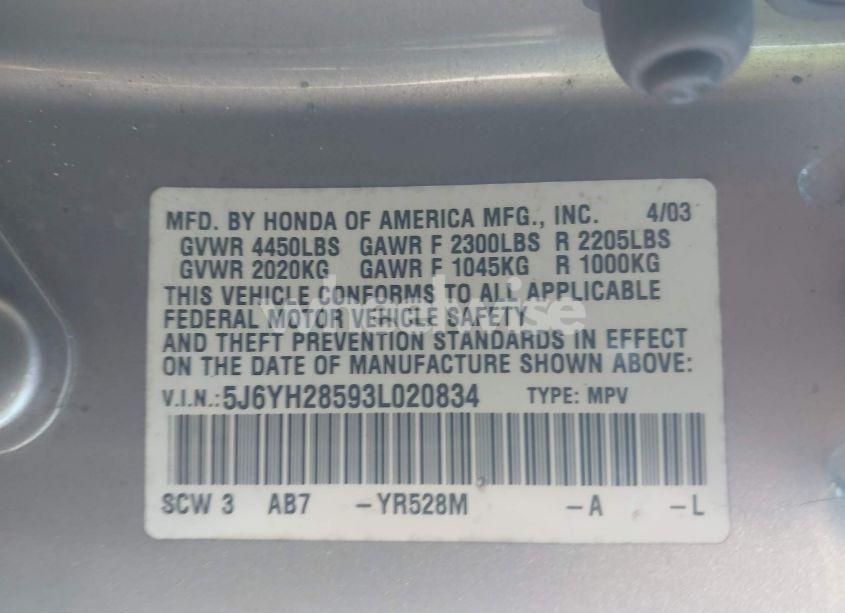 MFD. BY HONDA OF AMERICA MFG., INC. 4/03
GVWR 4450LBS GAWR F 2300LBS R 2205LBS
GVWR 2020KG GAWR F 1045KG R 1000KG
THIS VEHICLE CONFORMS TO ALL APPLICABLE
FEDERAL MOTOR VEHICLE SAFETY
AND THEFT PREVENTION STANDARDS IN EFFECT
ON THE DATE OF MANUFACTURE SHOWN ABOVE:
V.I.N.: 5J6YH28593L020834 TYPE: MPV
SCW 3 AB7 -YR528M -A -L